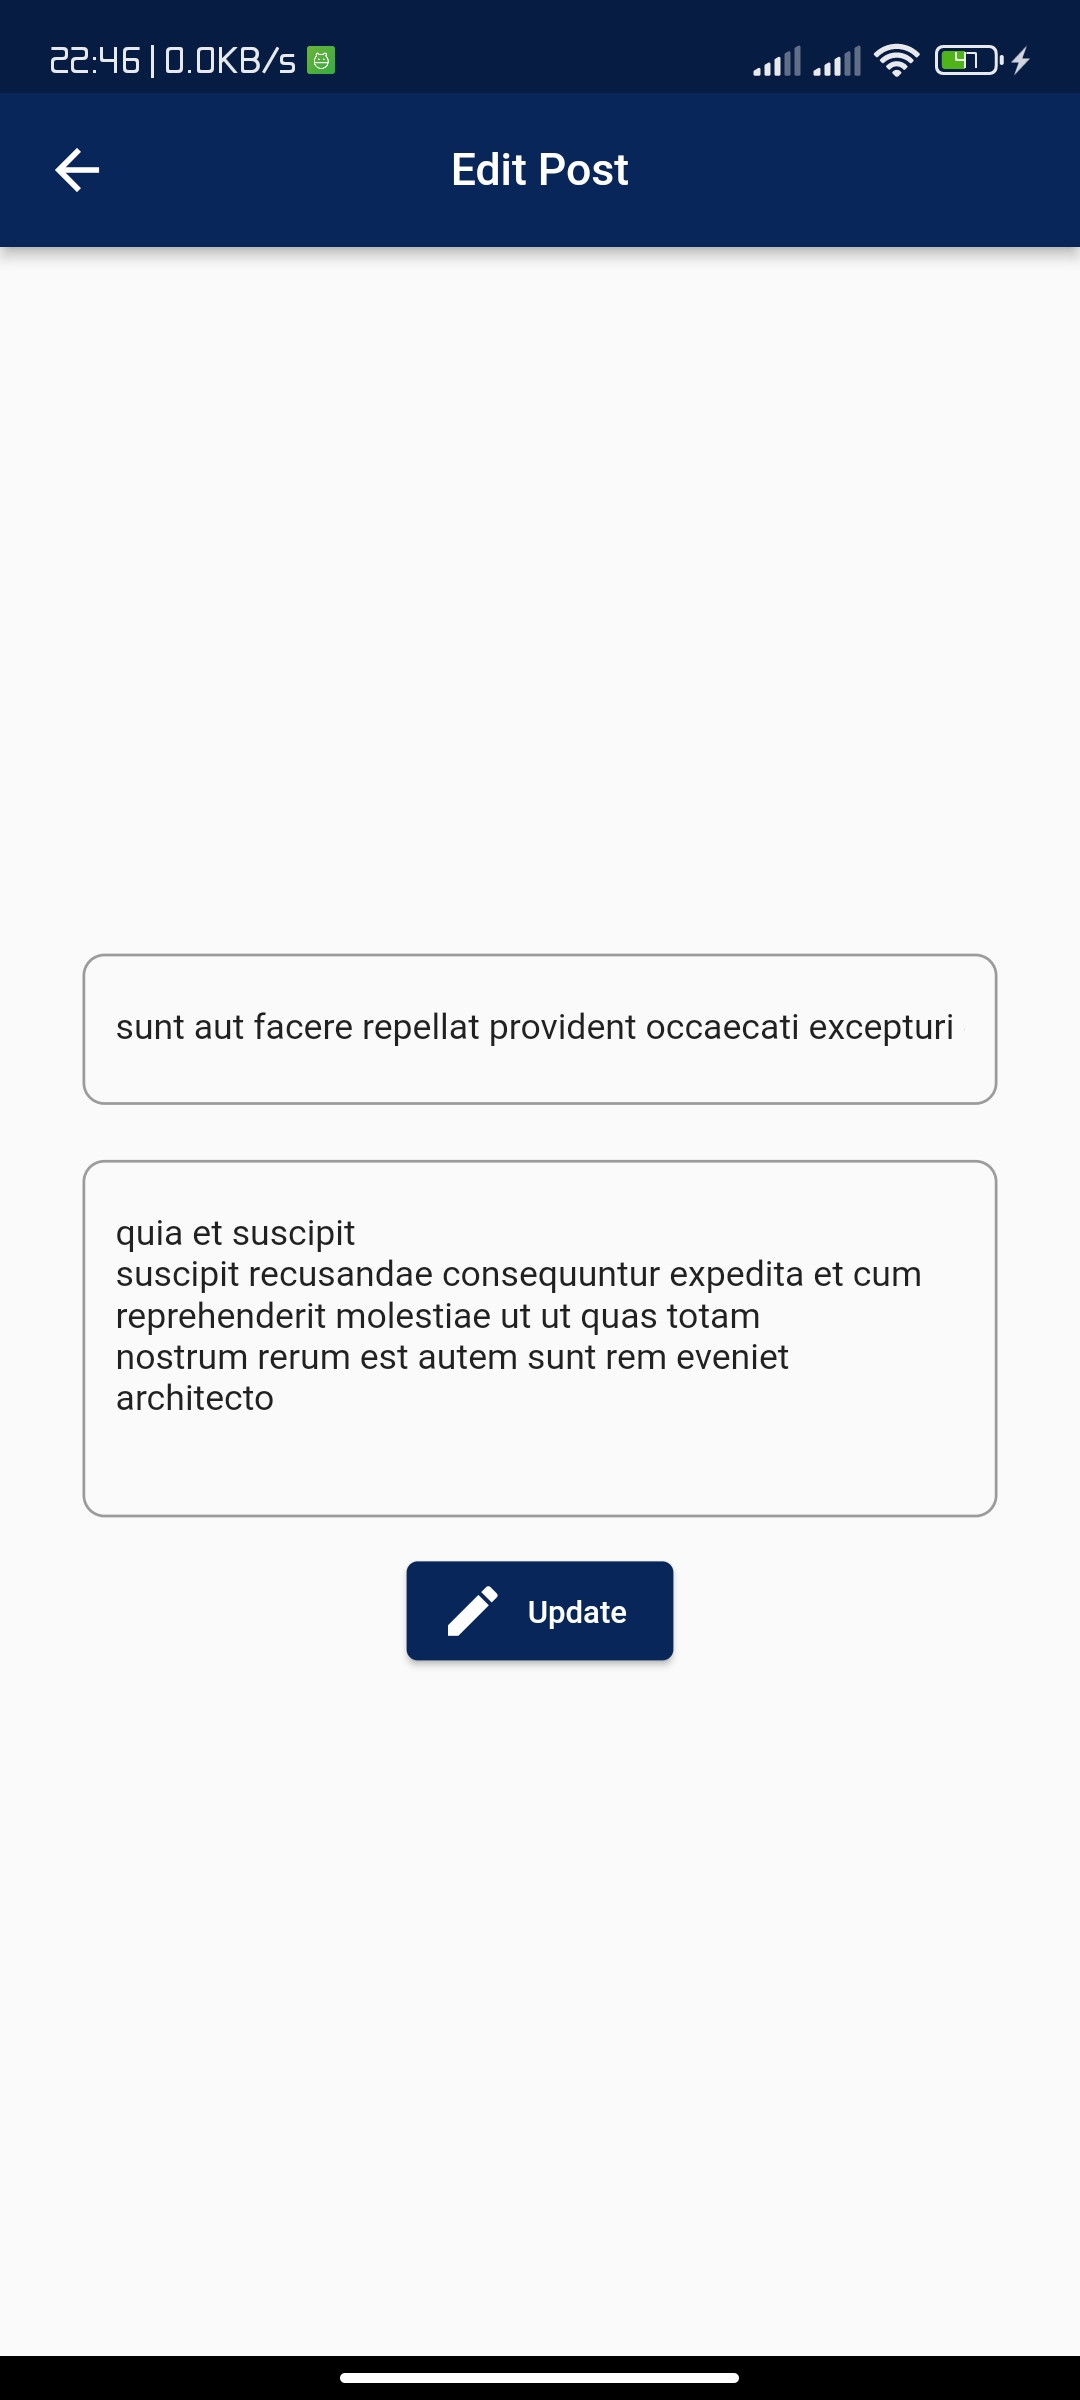 22:46 | 0.0KB/s
47
Edit Post
sunt aut facere repellat provident occaecati excepturi
quia et suscipit
suscipit recusandae consequuntur expedita et cum
reprehenderit molestiae ut ut quas totam
nostrum rerum est autem sunt rem eveniet
architecto
Update